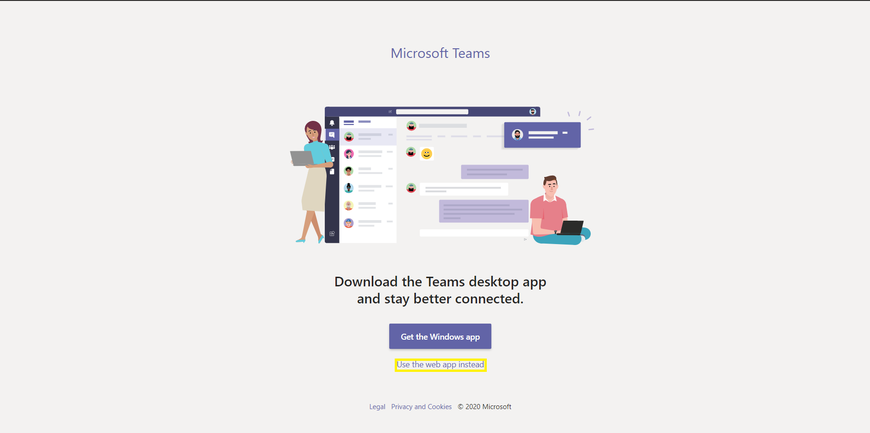 Microsoft Teams
Download the Teams desktop app
and stay better connected.
Get the Windows app
Use the web app instead
Legal Privacy and Cookies © 2020 Microsoft